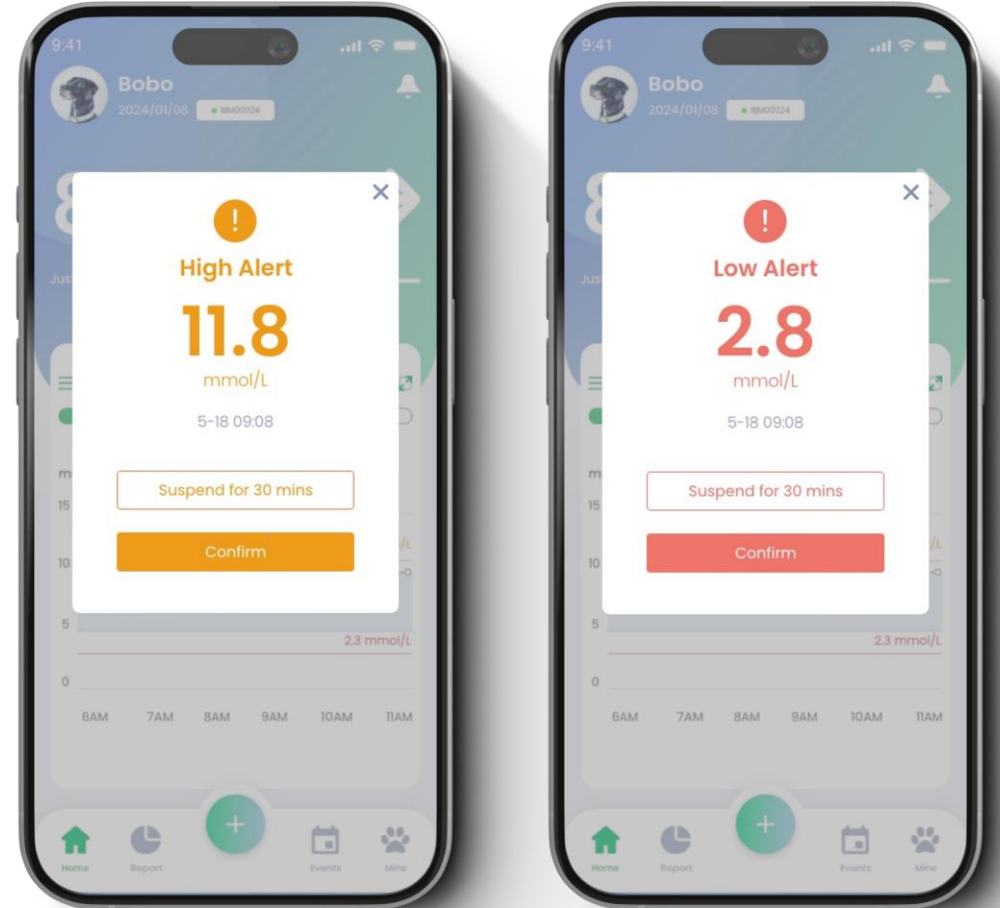 9:41
Bobo
2024/01/08
High Alert
11.8
mmol/L
5-18 09:08
Suspend for 30 mins
Confirm
15
10
5
2.3 mmol/L
0
6AM 7AM 8AM 9AM 10AM 11AM
Home Report + Events Mine
9:41
Bobo
2024/01/08
Low Alert
2.8
mmol/L
5-18 09:08
Suspend for 30 mins
Confirm
15
10
5
2.3 mmol/L
0
6AM 7AM 8AM 9AM 10AM 11AM
Home Report + Events Mine